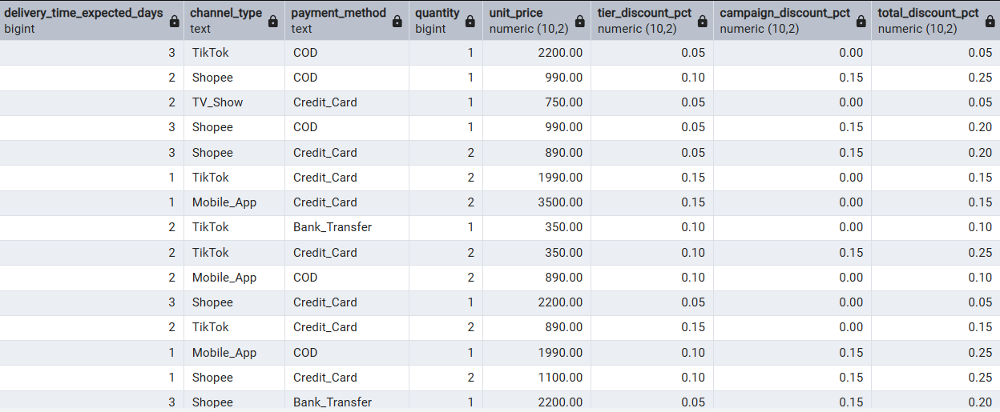 delivery_time_expected_days channel_type payment_method quantity unit_price tier_discount_pct campaign_discount_pct total_discount_pct
bigint text text bigint numeric (10,2) numeric (10,2) numeric (10,2) numeric (10,2)
3 TikTok COD 1 2200.00 0.05 0.00 0.05
2 Shopee COD 1 990.00 0.10 0.15 0.25
2 TV_Show Credit_Card 1 750.00 0.05 0.00 0.05
3 Shopee COD 1 990.00 0.05 0.15 0.20
3 Shopee Credit_Card 2 890.00 0.05 0.15 0.20
1 TikTok Credit_Card 2 1990.00 0.15 0.00 0.15
1 Mobile_App Credit_Card 2 3500.00 0.15 0.00 0.15
2 TikTok Bank_Transfer 1 350.00 0.10 0.00 0.10
2 TikTok Credit_Card 2 350.00 0.10 0.15 0.25
2 Mobile_App COD 2 890.00 0.10 0.00 0.10
3 Shopee Credit_Card 1 2200.00 0.05 0.00 0.05
2 TikTok Credit_Card 2 890.00 0.15 0.00 0.15
1 Mobile_App COD 1 1990.00 0.10 0.15 0.25
1 Shopee Credit_Card 2 1100.00 0.10 0.15 0.25
3 Shopee Bank_Transfer 1 2200.00 0.05 0.15 0.20